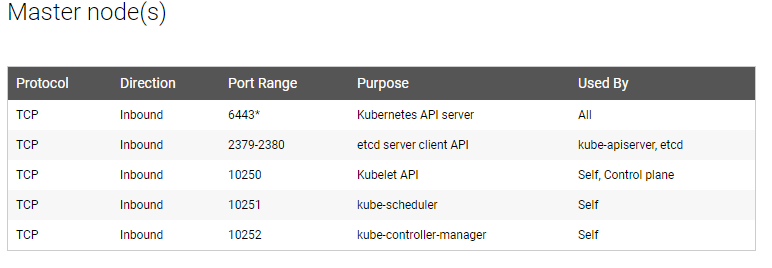 Master node(s)
Protocol Direction Port Range Purpose Used By
TCP Inbound 6443* Kubernetes API server All
TCP Inbound 2379-2380 etcd server client API kube-apiserver, etcd
TCP Inbound 10250 Kubelet API Self, Control plane
TCP Inbound 10251 kube-scheduler Self
TCP Inbound 10252 kube-controller-manager Self